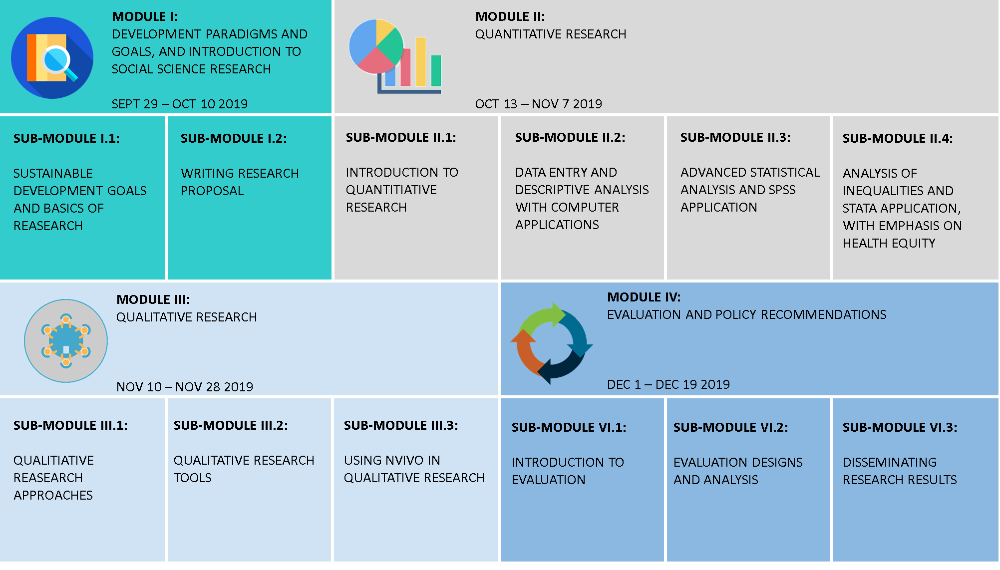 MODULE I:
DEVELOPMENT PARADIGMS AND
GOALS, AND INTRODUCTION TO
SOCIAL SCIENCE RESEARCH
SEPT 29 – OCT 10 2019
MODULE II:
QUANTITATIVE RESEARCH
OCT 13 – NOV 7 2019
SUB-MODULE I.1:
SUSTAINABLE
DEVELOPMENT GOALS
AND BASICS OF
REASEARCH
SUB-MODULE I.2:
WRITING RESEARCH
PROPOSAL
SUB-MODULE II.1:
INTRODUCTION TO
QUANTITIATIVE
RESEARCH
SUB-MODULE II.2:
DATA ENTRY AND
DESCRIPTIVE ANALYSIS
WITH COMPUTER
APPLICATIONS
SUB-MODULE II.3:
ADVANCED STATISTICAL
ANALYSIS AND SPSS
APPLICATION
SUB-MODULE II.4:
ANALYSIS OF
INEQUALITIES AND
STATA APPLICATION,
WITH EMPHASIS ON
HEALTH EQUITY
MODULE III:
QUALITATIVE RESEARCH
NOV 10 – NOV 28 2019
MODULE IV:
EVALUATION AND POLICY RECOMMENDATIONS
DEC 1 – DEC 19 2019
SUB-MODULE III.1:
QUALITIATIVE
REASEARCH
APPROACHES
SUB-MODULE III.2:
QUALITATIVE RESEARCH
TOOLS
SUB-MODULE III.3:
USING NVIVO IN
QUALITATIVE RESEARCH
SUB-MODULE VI.1:
INTRODUCTION TO
EVALUATION
SUB-MODULE VI.2:
EVALUATION DESIGNS
AND ANALYSIS
SUB-MODULE VI.3:
DISSEMINATING
RESEARCH RESULTS